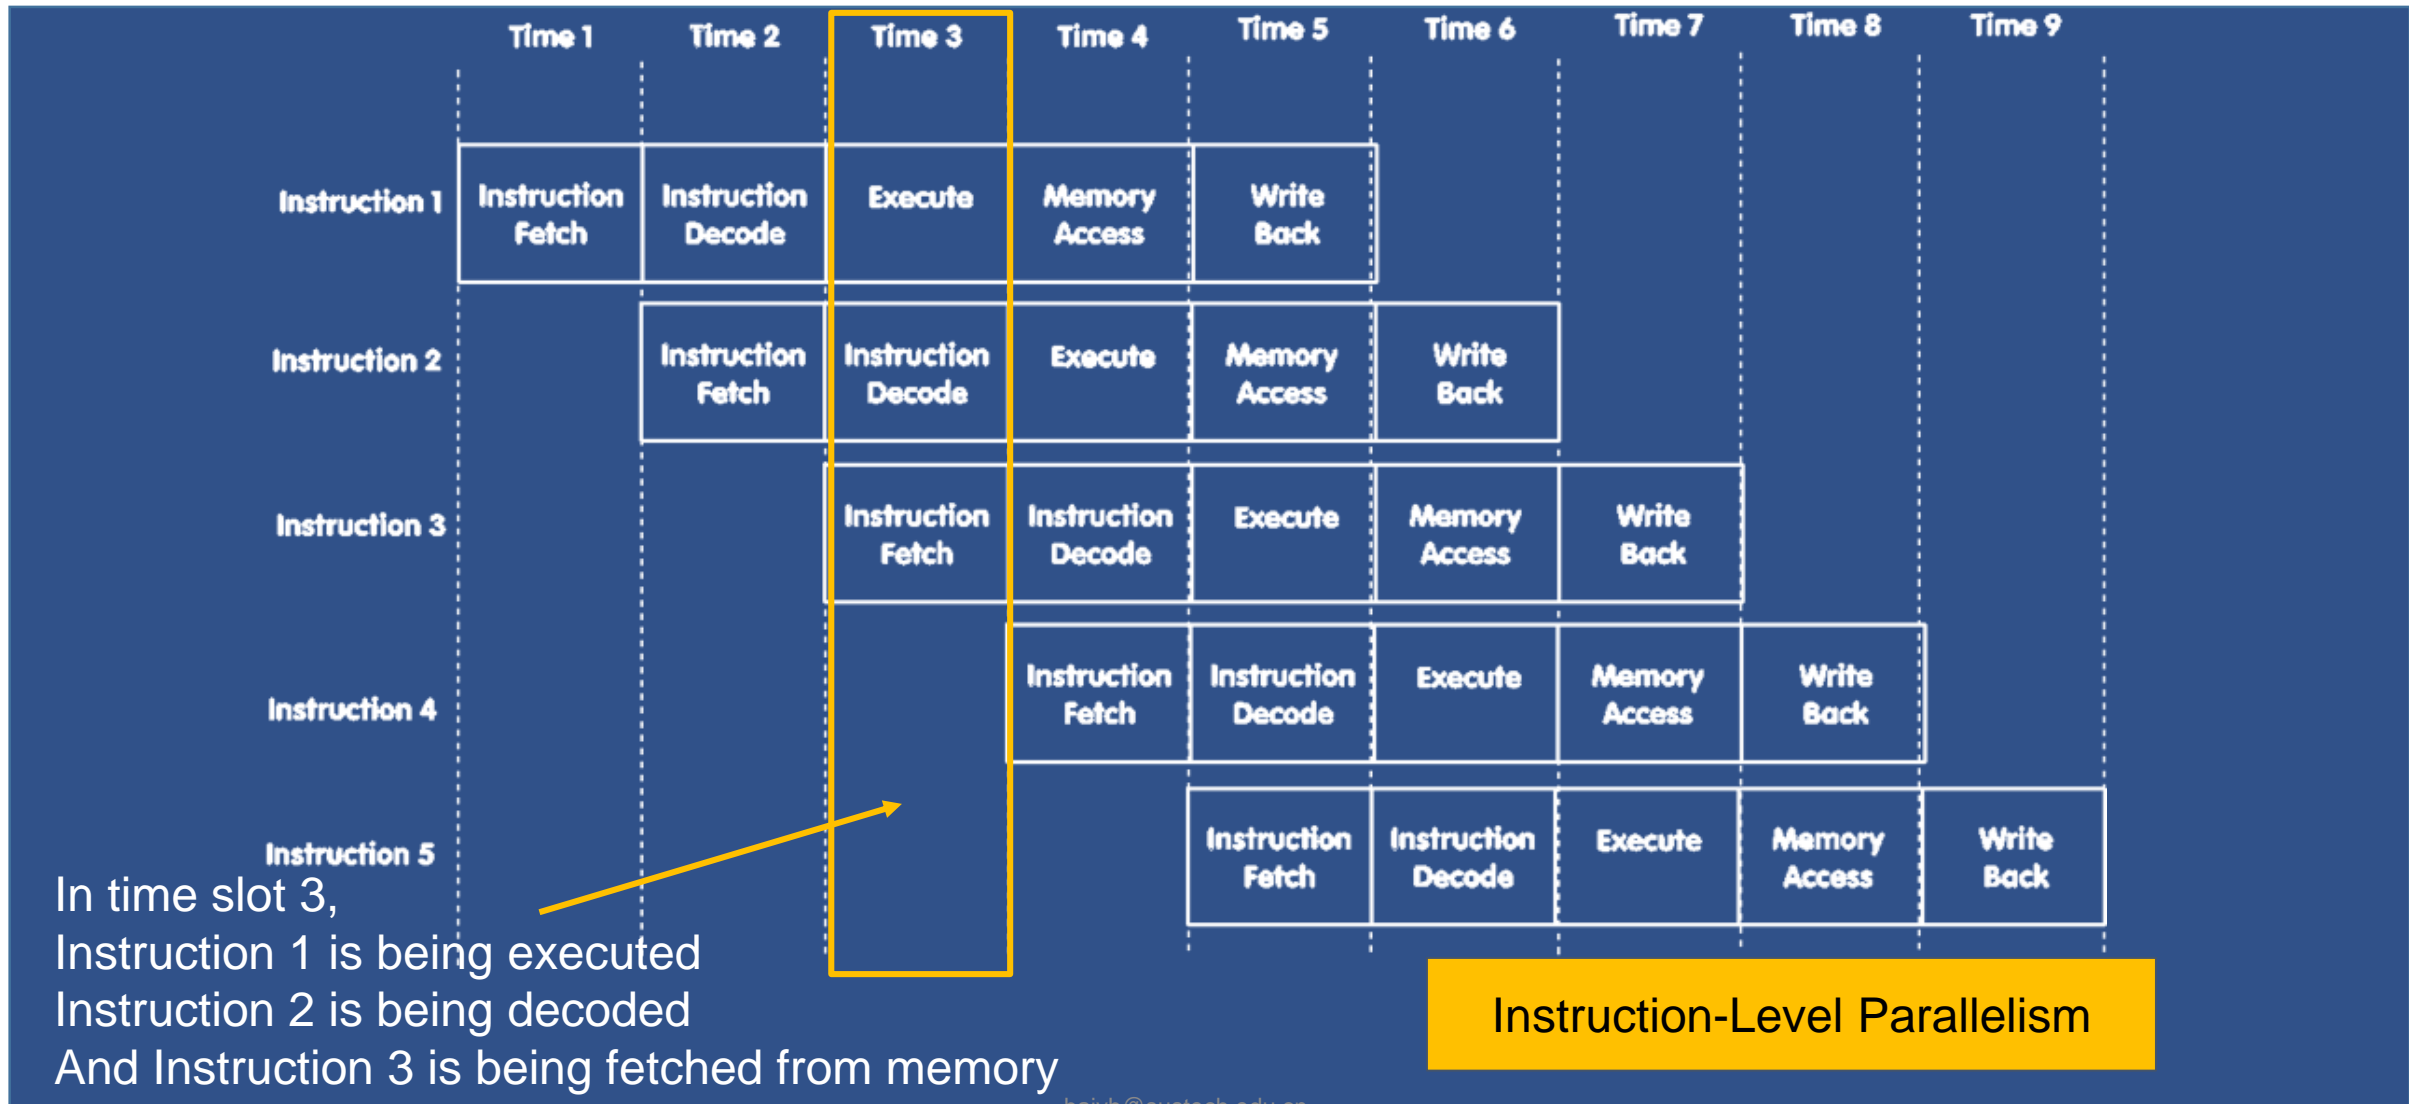 Time 1 Time 2 Time 3 Time 4 Time 5 Time 6 Time 7 Time 8 Time 9
Instruction 1
Instruction Fetch
Instruction Decode
Execute
Memory Access
Write Back
Instruction 2
Instruction Fetch
Instruction Decode
Execute
Memory Access
Write Back
Instruction 3
Instruction Fetch
Instruction Decode
Execute
Memory Access
Write Back
Instruction 4
Instruction Fetch
Instruction Decode
Execute
Memory Access
Write Back
Instruction 5
Instruction Fetch
Instruction Decode
Execute
Memory Access
Write Back
In time slot 3,
Instruction 1 is being executed
Instruction 2 is being decoded
And Instruction 3 is being fetched from memory
Instruction-Level Parallelism